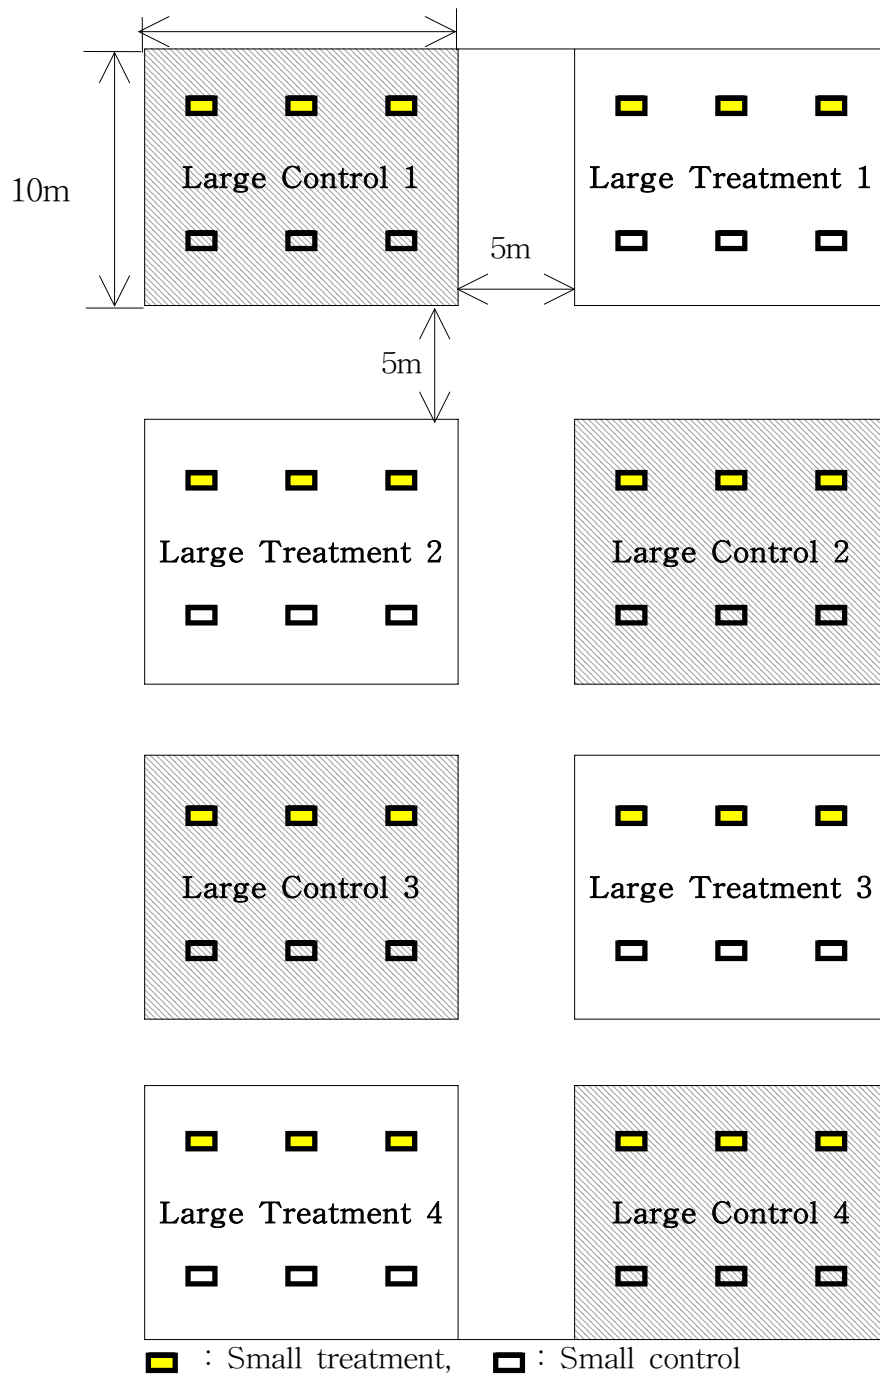 Large Control 1
Large Treatment 1
10m
5m
5m
Large Treatment 2
Large Control 2
Large Control 3
Large Treatment 3
Large Treatment 4
Large Control 4
: Small treatment, : Small control